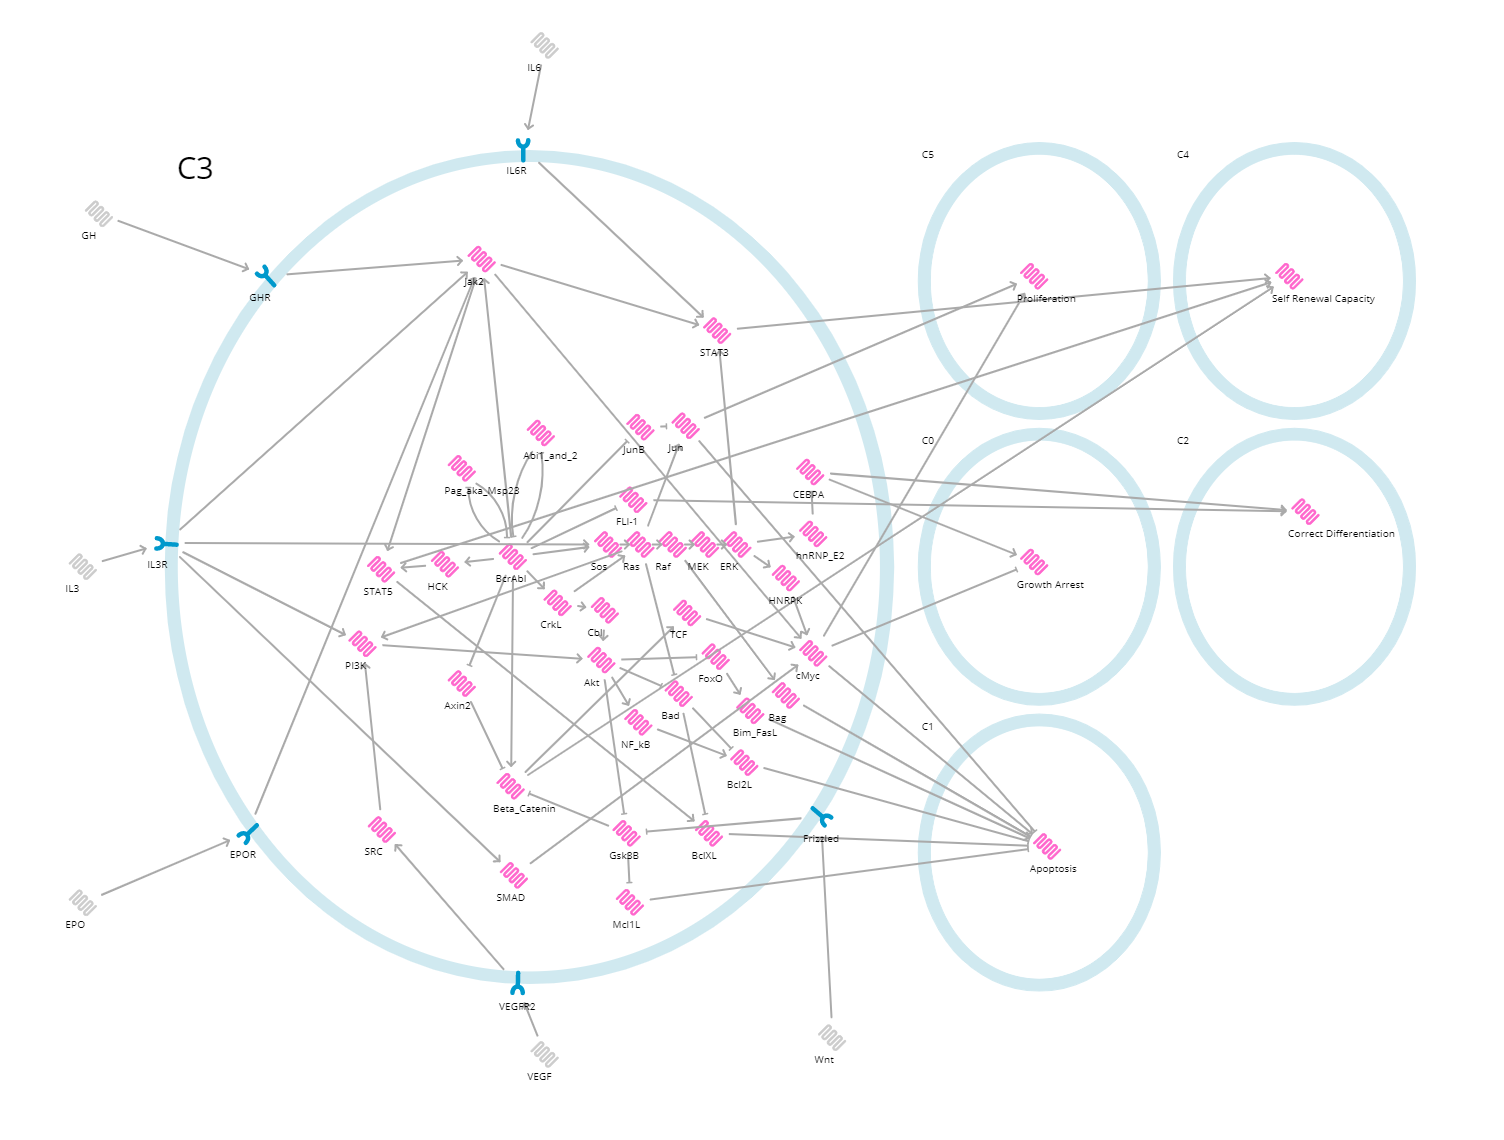 IL6
C5
C4
C3
IL6R
GH
GHR
Jak2
Proliferation
Self Renewal Capacity
STAT3
C0
C2
JunB
Jun
Abi1_and_2
Pag_aka_Msp23
CEBPA
FLI-1
Correct Differentiation
hnRNP_E2
IL3R
Sos
Ras
Raf
MEK
ERK
IL3
STAT5
HCK
BcrAbl
Growth Arrest
HNRPK
CrkL
Cbl
TCF
PI3K
Akt
FoxO
cMyc
Axin2
Bad
Bag
C1
Bim_FasL
NF_kB
Bcl2L
Beta_Catenin
Frizzled
EPOR
SRC
Gsk3B
BclXL
Apoptosis
SMAD
EPO
Mcl1L
VEGFR2
Wnt
VEGF